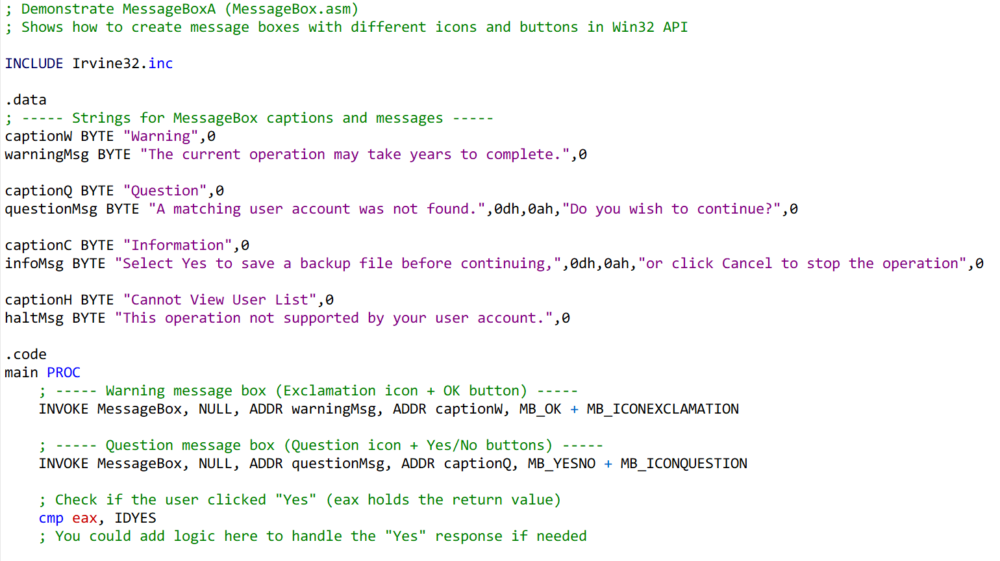 ; Demonstrate MessageBoxA (MessageBox.asm)
; Shows how to create message boxes with different icons and buttons in Win32 API
INCLUDE Irvine32.inc
.data
; ----- Strings for MessageBox captions and messages -----
captionW BYTE "Warning",0
warningMsg BYTE "The current operation may take years to complete.",0
captionQ BYTE "Question",0
questionMsg BYTE "A matching user account was not found.",0dh,0ah,"Do you wish to continue?",0
captionC BYTE "Information",0
infoMsg BYTE "Select Yes to save a backup file before continuing,",0dh,0ah,"or click Cancel to stop the operation",0
captionH BYTE "Cannot View User List",0
haltMsg BYTE "This operation not supported by your user account.",0
.code
main PROC
    ; ----- Warning message box (Exclamation icon + OK button) -----
    INVOKE MessageBox, NULL, ADDR warningMsg, ADDR captionW, MB_OK + MB_ICONEXCLAMATION
    ; ----- Question message box (Question icon + Yes/No buttons) -----
    INVOKE MessageBox, NULL, ADDR questionMsg, ADDR captionQ, MB_YESNO + MB_ICONQUESTION
    ; Check if the user clicked "Yes" (eax holds the return value)
    cmp eax, IDYES
    ; You could add logic here to handle the "Yes" response if needed